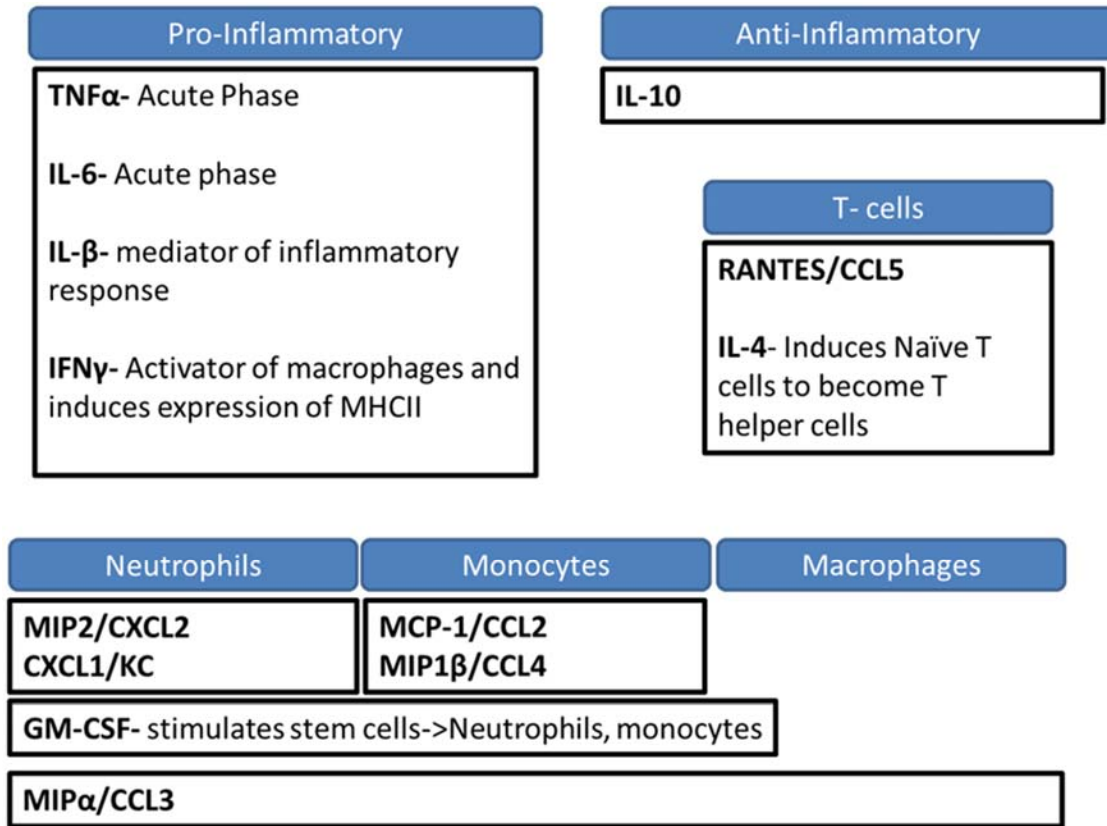 Pro-Inflammatory
TNFα- Acute Phase
IL-6- Acute phase
IL-β- mediator of inflammatory
response
IFNγ- Activator of macrophages and
induces expression of MHCII
Anti-Inflammatory
IL-10
T- cells
RANTES/CCL5
IL-4- Induces Naïve T
cells to become T
helper cells
Neutrophils
Monocytes
Macrophages
MIP2/CXCL2
CXCL1/KC
MCP-1/CCL2
MIP1β/CCL4
GM-CSF- stimulates stem cells->Neutrophils, monocytes
MIPα/CCL3